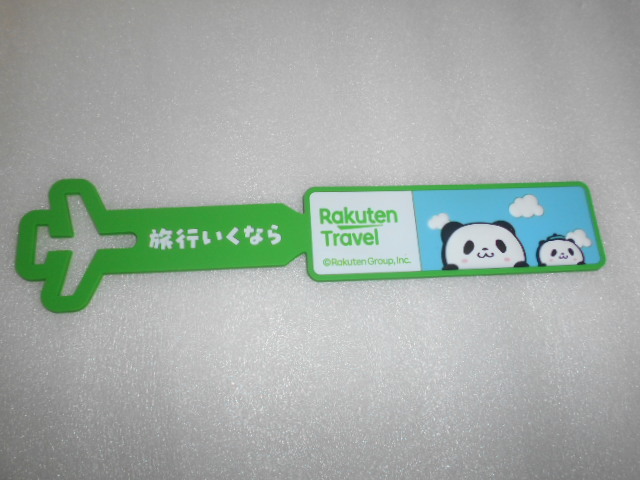 旅行いくなら
Rakuten
Travel
©Rakuten Group, Inc.